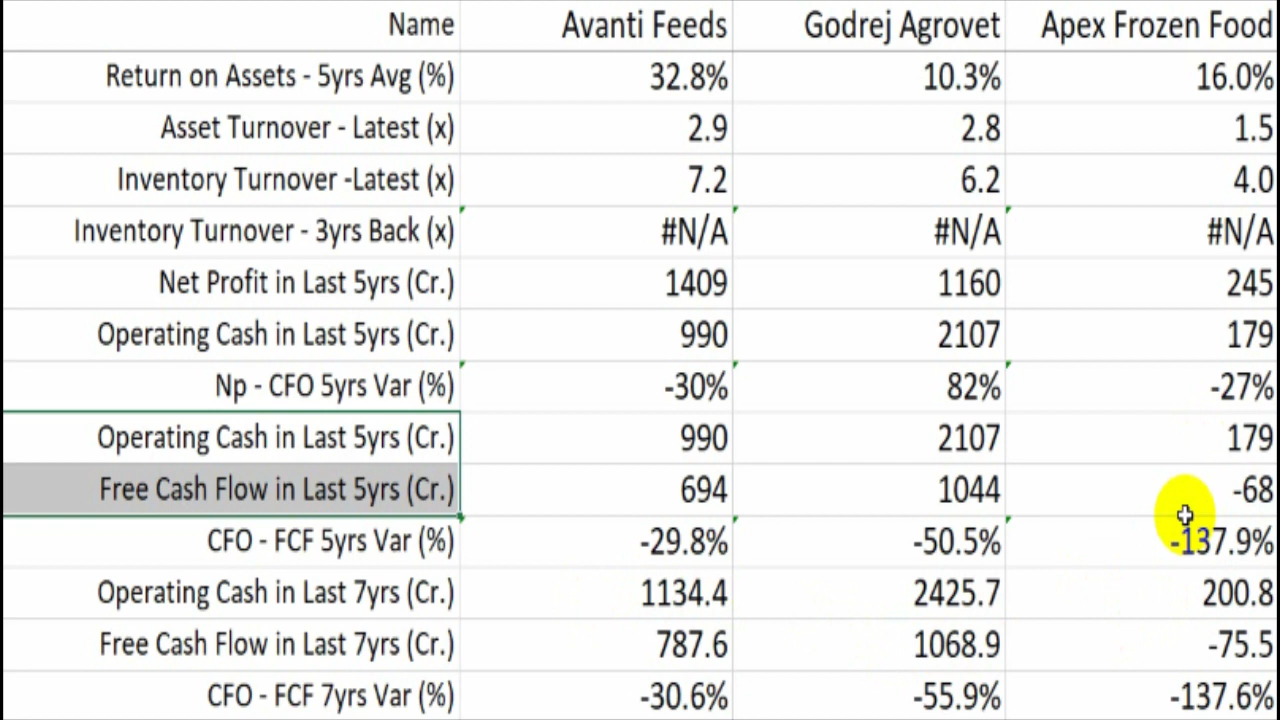 Name Avanti Feeds Godrej Agrovet Apex Frozen Food
Return on Assets - 5yrs Avg (%) 32.8% 10.3% 16.0%
Asset Turnover - Latest (x) 2.9 2.8 1.5
Inventory Turnover -Latest (x) 7.2 6.2 4.0
Inventory Turnover - 3yrs Back (x) #N/A #N/A #N/A
Net Profit in Last 5yrs (Cr.) 1409 1160 245
Operating Cash in Last 5yrs (Cr.) 990 2107 179
Np - CFO 5yrs Var (%) -30% 82% -27%
Operating Cash in Last 5yrs (Cr.) 990 2107 179
Free Cash Flow in Last 5yrs (Cr.) 694 1044 -68
CFO - FCF 5yrs Var (%) -29.8% -50.5% -137.9%
Operating Cash in Last 7yrs (Cr.) 1134.4 2425.7 200.8
Free Cash Flow in Last 7yrs (Cr.) 787.6 1068.9 -75.5
CFO - FCF 7yrs Var (%) -30.6% -55.9% -137.6%